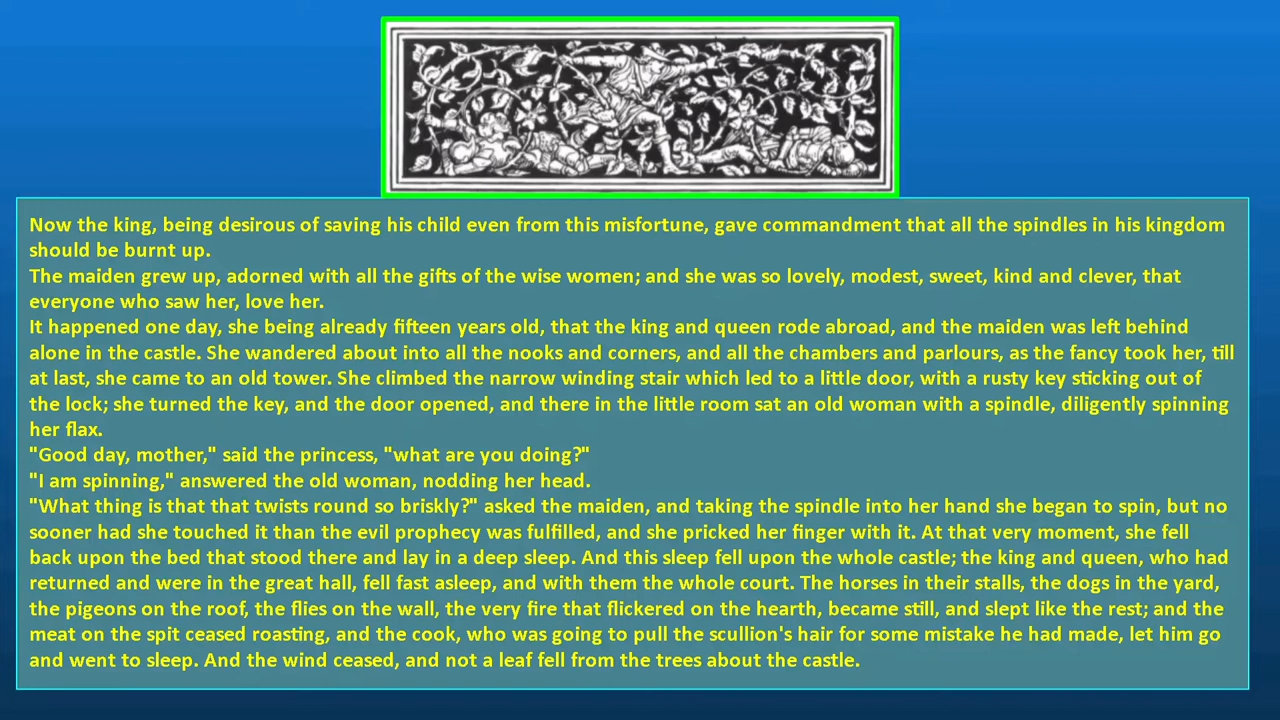 Now the king, being desirous of saving his child even from this misfortune, gave commandment that all the spindles in his kingdom
should be burnt up.
The maiden grew up, adorned with all the gifts of the wise women; and she was so lovely, modest, sweet, kind and clever, that
everyone who saw her, love her.
It happened one day, she being already fifteen years old, that the king and queen rode abroad, and the maiden was left behind
alone in the castle. She wandered about into all the nooks and corners, and all the chambers and parlours, as the fancy took her, till
at last, she came to an old tower. She climbed the narrow winding stair which led to a little door, with a rusty key sticking out of
the lock; she turned the key, and the door opened, and there in the little room sat an old woman with a spindle, diligently spinning
her flax.
"Good day, mother," said the princess, "what are you doing?"
"I am spinning," answered the old woman, nodding her head.
"What thing is that that twists round so briskly?" asked the maiden, and taking the spindle into her hand she began to spin, but no
sooner had she touched it than the evil prophecy was fulfilled, and she pricked her finger with it. At that very moment, she fell
back upon the bed that stood there and lay in a deep sleep. And this sleep fell upon the whole castle; the king and queen, who had
returned and were in the great hall, fell fast asleep, and with them the whole court. The horses in their stalls, the dogs in the yard,
the pigeons on the roof, the flies on the wall, the very fire that flickered on the hearth, became still, and slept like the rest; and the
meat on the spit ceased roasting, and the cook, who was going to pull the scullion's hair for some mistake he had made, let him go
and went to sleep. And the wind ceased, and not a leaf fell from the trees about the castle.